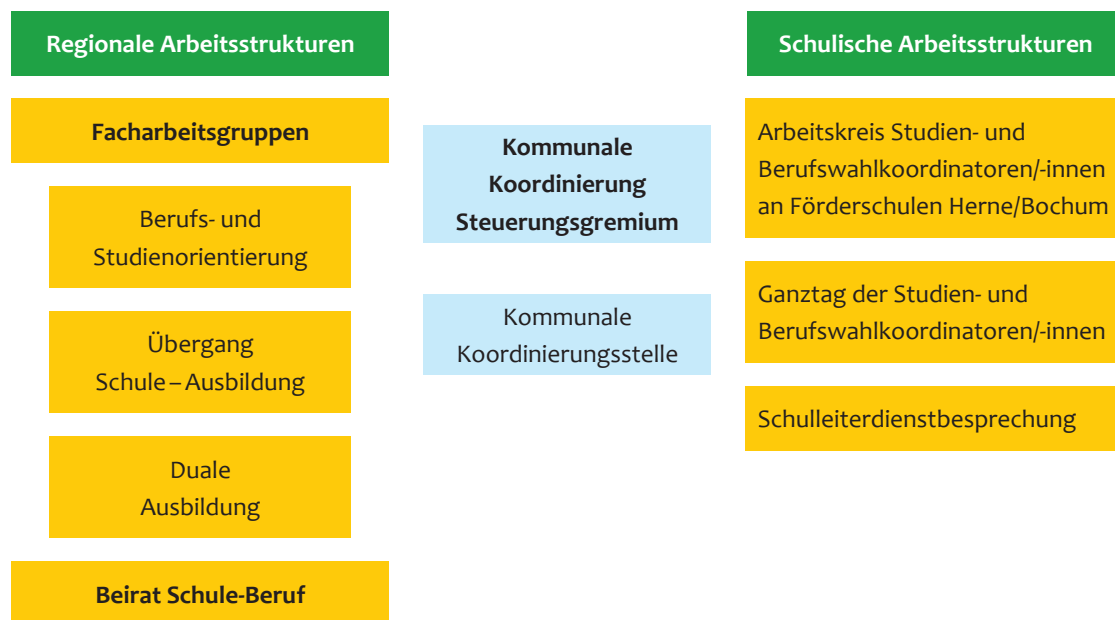 Regionale Arbeitsstrukturen
Facharbeitsgruppen
Berufs- und
Studienorientierung
Übergang
Schule – Ausbildung
Duale
Ausbildung
Beirat Schule-Beruf
Kommunale
Koordinierung
Steuerungsgremium
Kommunale
Koordinierungsstelle
Schulische Arbeitsstrukturen
Arbeitskreis Studien- und
Berufswahlkoordinatoren/-innen
an Förderschulen Herne/Bochum
Ganztag der Studien- und
Berufswahlkoordinatoren/-innen
Schulleiterdienstbesprechung